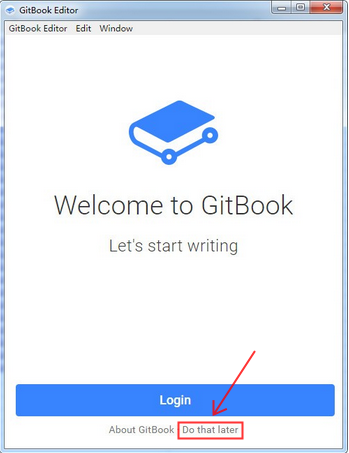 GitBook Editor
GitBook Editor Edit Window
Welcome to GitBook
Let's start writing
Login
About GitBook · Do that later